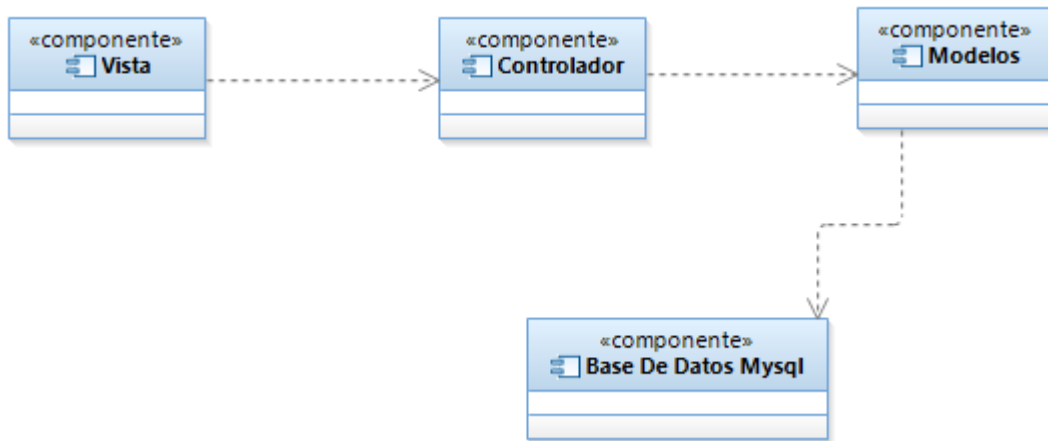 «componente»
Vista
«componente»
Controlador
«componente»
Modelos
«componente»
Base De Datos Mysql